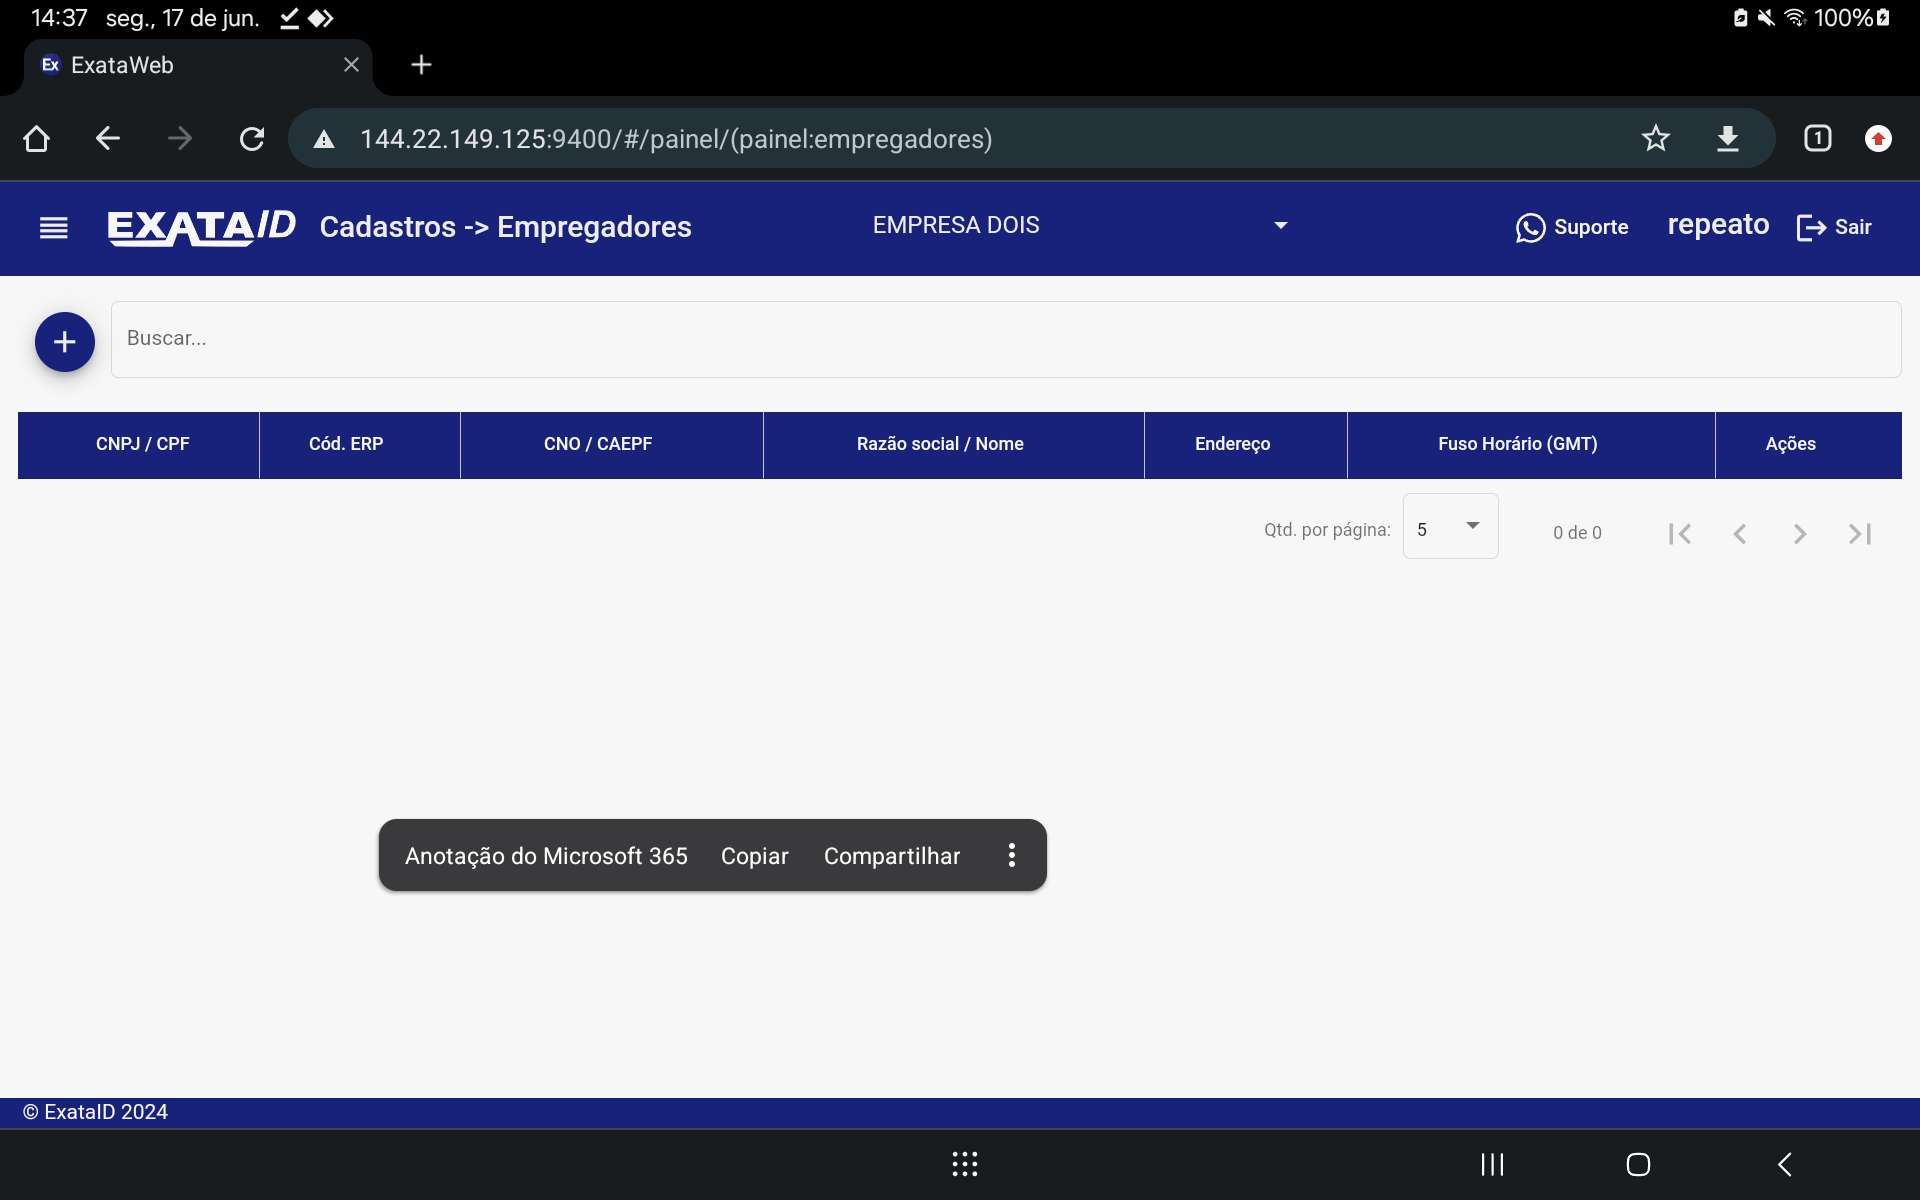 14:37 seg., 17 de jun. 100%
Ex ExataWeb
144.22.149.125:9400/#/painel/(painel:empregadores) 1
EXATAID Cadastros -> Empregadores EMPRESA DOIS Suporte repeato Sair
Buscar...
CNPJ / CPF Cód. ERP CNO / CAEPF Razão social / Nome Endereço Fuso Horário (GMT) Ações
Qtd. por página: 5 0 de 0
Anotação do Microsoft 365 Copiar Compartilhar
© ExataID 2024